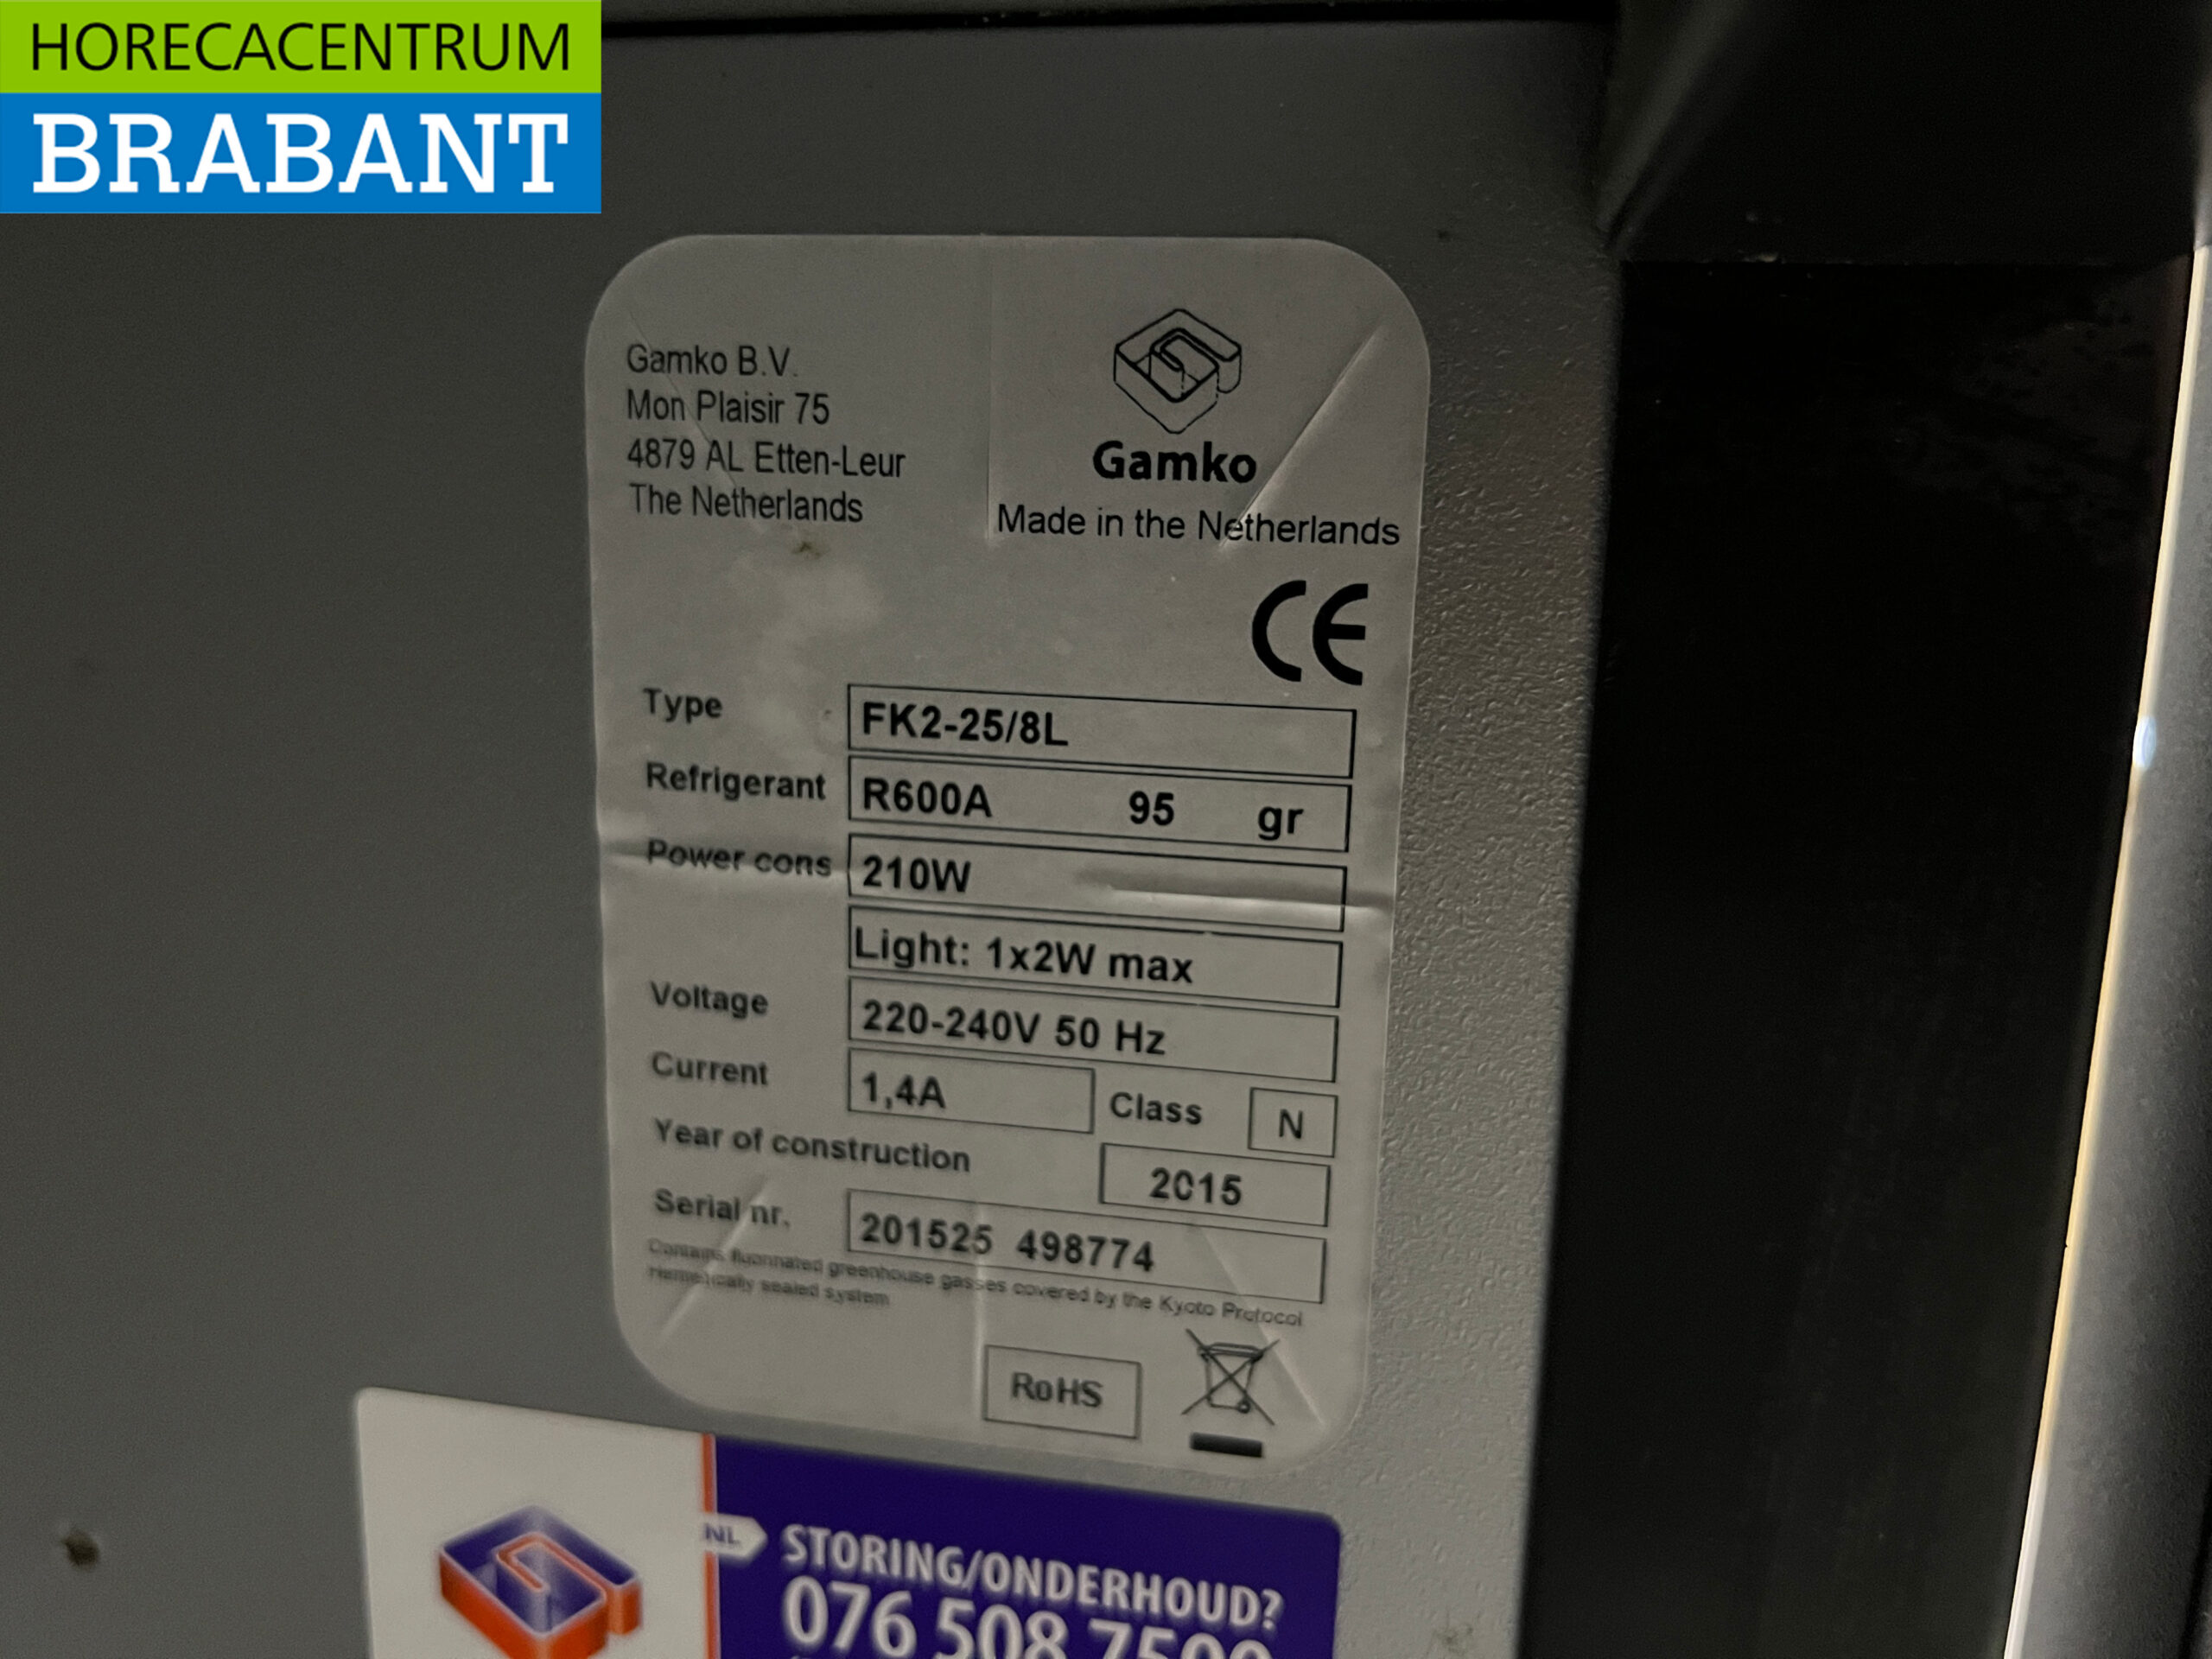 HORECACENTRUM
BRABANT
Gamko B.V.
Mon Plaisir 75
4879 AL Etten-Leur
The Netherlands
Gamko
Made in the Netherlands
CE
Type FK2-25/8L
Refrigerant R600A 95 gr
Power cons 210W
Light: 1x2W max
Voltage 220-240V 50 Hz
Current 1,4A Class N
Year of construction 2015
Serial nr. 201525 498774
Contains fluorinated greenhouse gasses covered by the Kyoto Protocol
Hermetically sealed system
RoHS
NL STORING/ONDERHOUD?
076 508 7500